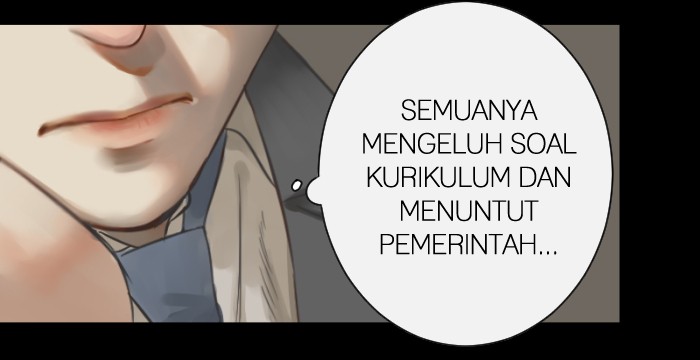 SEMUANYA
MENGELUH SOAL
KURIKULUM DAN
MENUNTUT
PEMERINTAH...